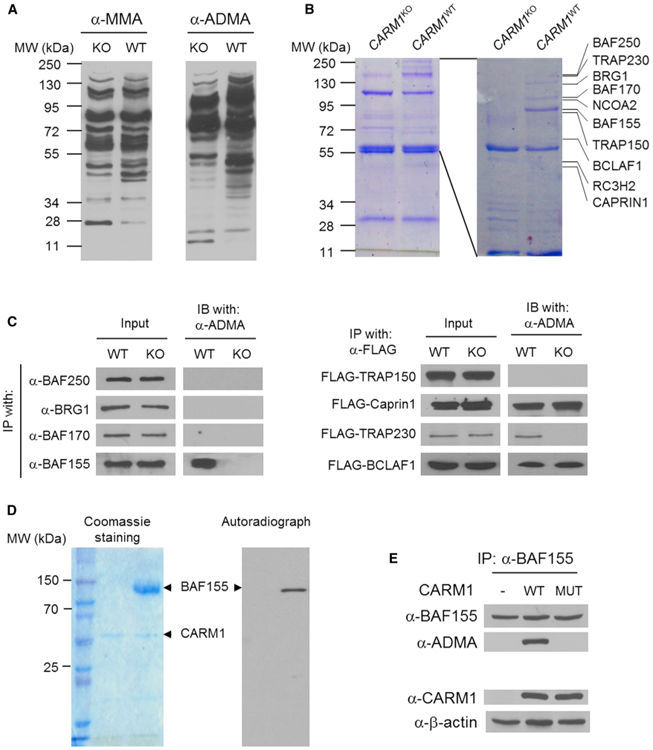 A
α-MMA α-ADMA
MW (kDa) KO WT KO WT
250
130
95
72
55
34
28
11
B
CARM1KO CARM1WT CARM1KO CARM1WT
MW (kDa)
250
130
95
72
55
34
28
11
BAF250
TRAP230
BRG1
BAF170
NCOA2
BAF155
TRAP150
BCLAF1
RC3H2
CAPRIN1
C
Input IB with: α-ADMA
WT KO WT KO
IP with:
α-BAF250
α-BRG1
α-BAF170
α-BAF155
IP with: α-FLAG
Input IB with: α-ADMA
WT KO WT KO
FLAG-TRAP150
FLAG-Caprin1
FLAG-TRAP230
FLAG-BCLAF1
D
MW (kDa) Coomassie staining Autoradiograph
150
70
25
BAF155
CARM1
E
IP: α-BAF155
CARM1 - WT MUT
α-BAF155
α-ADMA
α-CARM1
α-β-actin